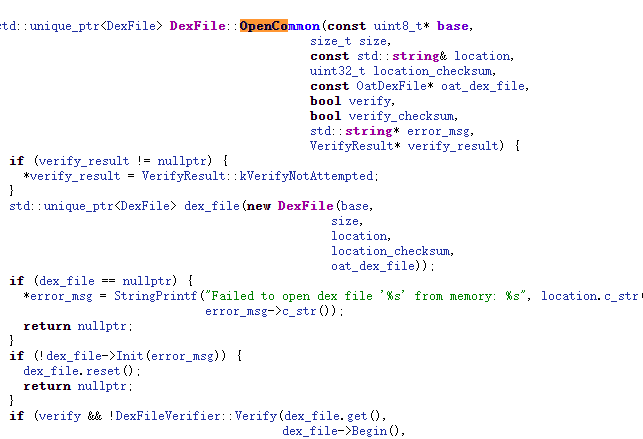 std::unique_ptr<DexFile> DexFile::OpenCommon(const uint8_t* base,
size_t size,
const std::string& location,
uint32_t location_checksum,
const OatDexFile* oat_dex_file,
bool verify,
bool verify_checksum,
std::string* error_msg,
VerifyResult* verify_result) {
if (verify_result != nullptr) {
*verify_result = VerifyResult::kVerifyNotAttempted;
}
std::unique_ptr<DexFile> dex_file(new DexFile(base,
size,
location,
location_checksum,
oat_dex_file));
if (dex_file == nullptr) {
*error_msg = StringPrintf("Failed to open dex file '%s' from memory: %s", location.c_str(
error_msg->c_str());
return nullptr;
}
if (!dex_file->Init(error_msg)) {
dex_file.reset();
return nullptr;
}
if (verify && !DexFileVerifier::Verify(dex_file.get(),
dex_file->Begin(),